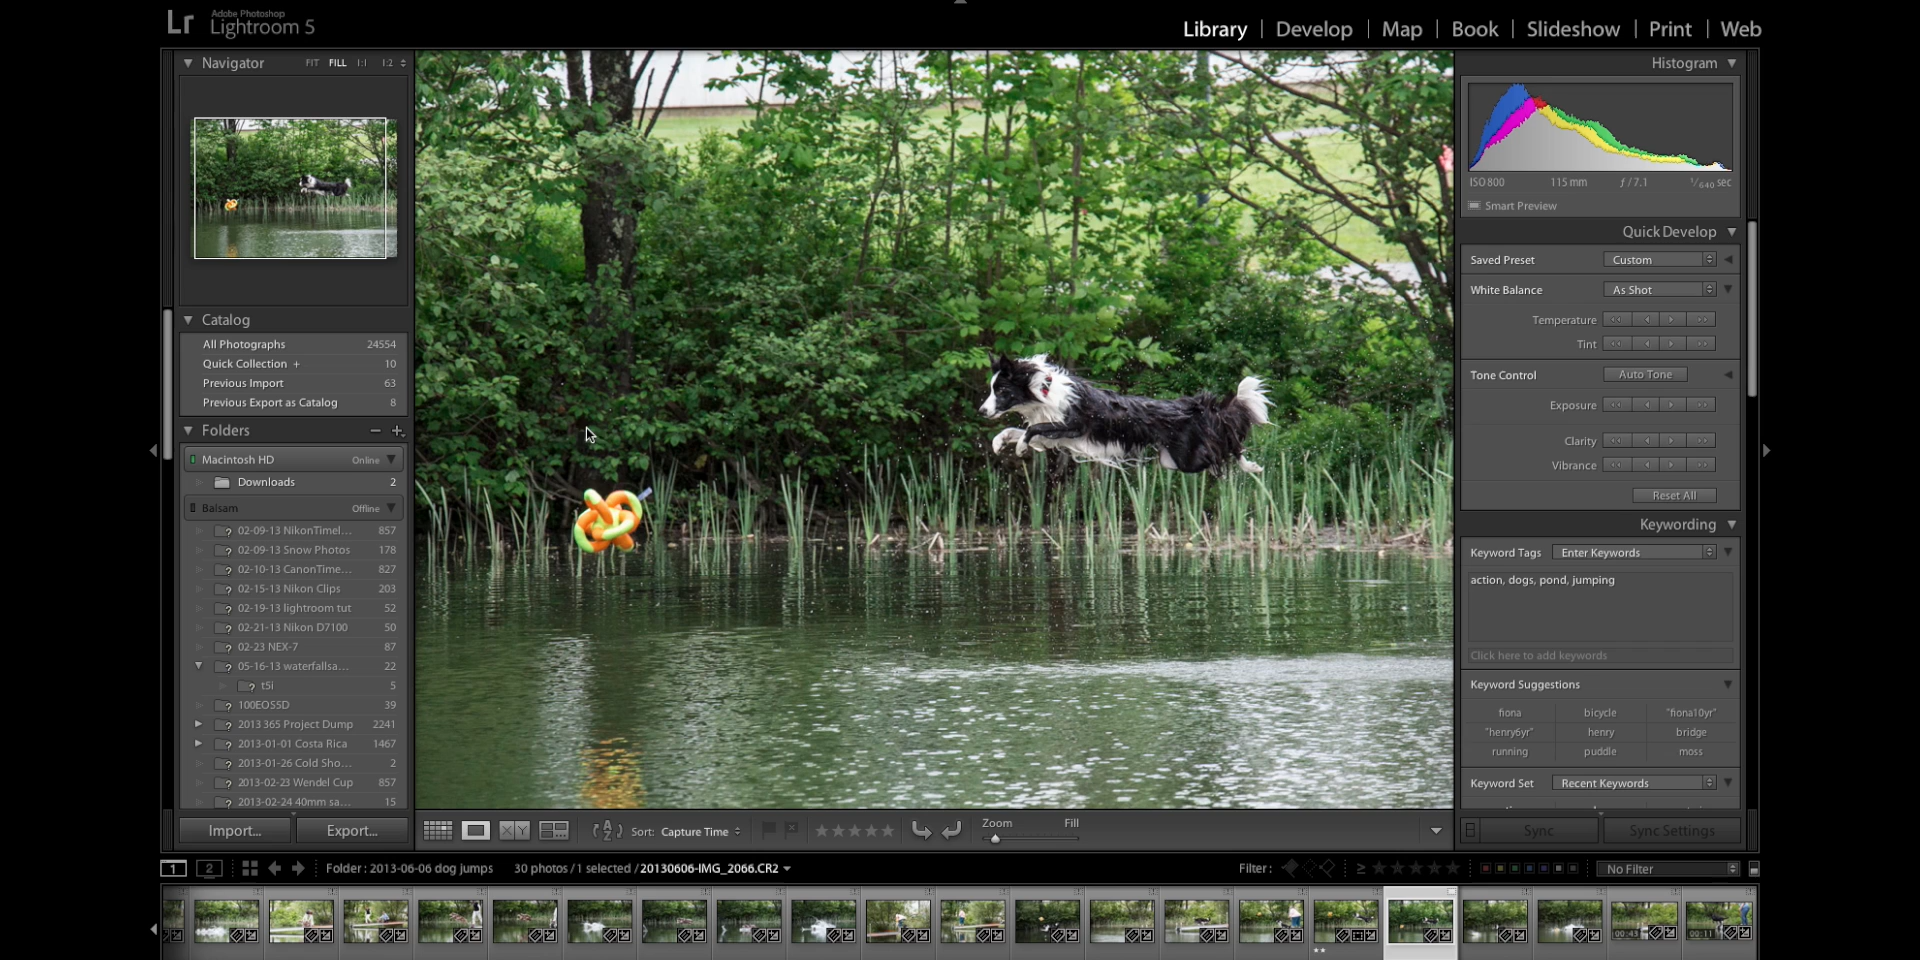 Lr Adobe Photoshop
Lightroom 5
Library | Develop | Map | Book | Slideshow | Print | Web
Navigator FIT FILL 1:1 1:2
Catalog
All Photographs 24554
Quick Collection + 10
Previous Import 63
Previous Export as Catalog 8
Folders
Macintosh HD Online
Downloads 2
Balsam Offline
02-09-13 NikonTimel... 857
02-09-13 Snow Photos 178
02-10-13 CanonTime... 827
02-15-13 Nikon Clips 203
02-19-13 lightroom tut 52
02-21-13 Nikon D7100 50
02-23 NEX-7 87
05-16-13 waterfallsa... 22
t5i 5
100EOS5D 39
2013 365 Project Dump 2241
2013-01-01 Costa Rica 1467
2013-01-26 Cold Sho... 2
2013-02-23 Wendel Cup 857
2013-02-24 40mm sa... 15
Import... Export...
Histogram
ISO 800 115 mm ƒ / 7.1 1/640 sec
Smart Preview
Quick Develop
Saved Preset Custom
White Balance As Shot
Temperature
Tint
Tone Control Auto Tone
Exposure
Clarity
Vibrance
Reset All
Keywording
Keyword Tags Enter Keywords
action, dogs, pond, jumping
Click here to add keywords
Keyword Suggestions
fiona bicycle "fiona10yr"
"henry6yr" henry bridge
running puddle moss
Keyword Set Recent Keywords
Sync Sync Settings
Sort: Capture Time Zoom Fill
1 2 Folder : 2013-06-06 dog jumps 30 photos / 1 selected / 20130606-IMG_2066.CR2 Filter : No Filter
00:43 00:11